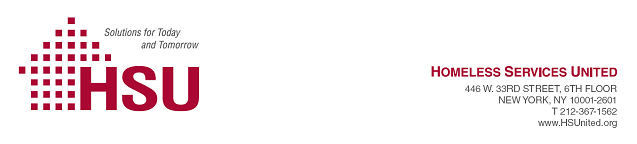 Solutions for Today
and Tomorrow
HSU
HOMELESS SERVICES UNITED
446 W. 33RD STREET, 6TH FLOOR
NEW YORK, NY 10001-2601
T 212-367-1562
www.HSUnited.org